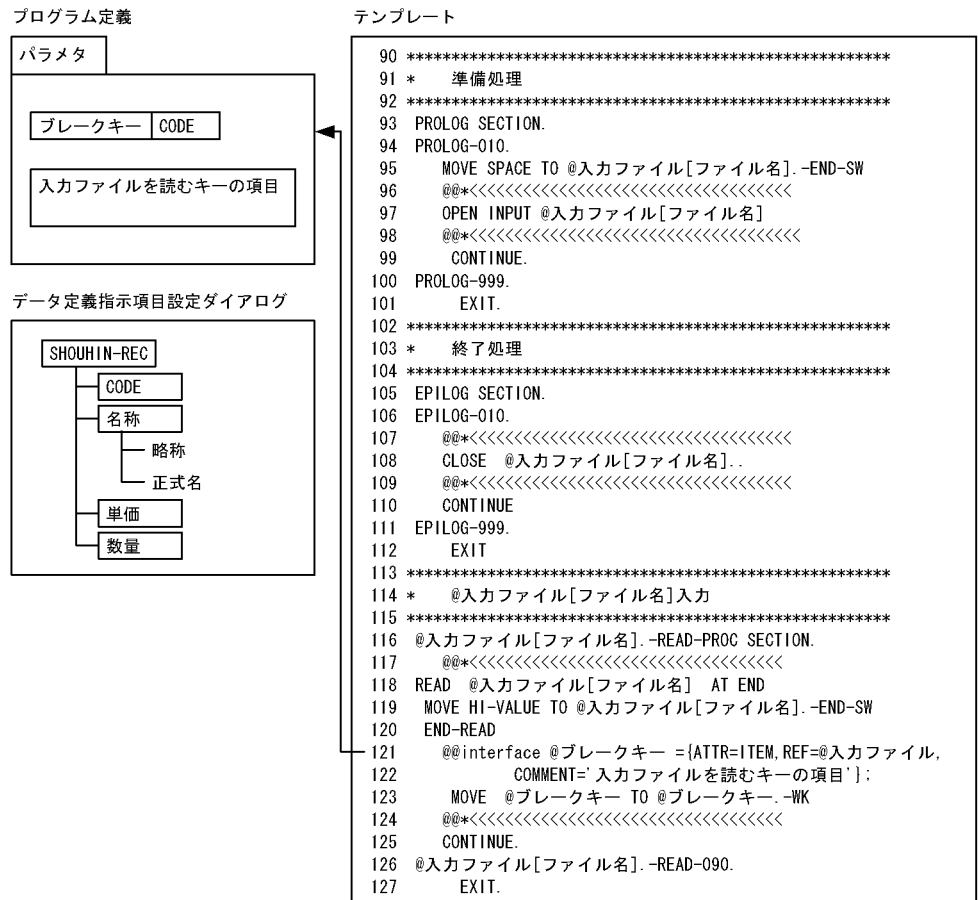 プログラム定義
パラメタ
ブレークキー CODE
入力ファイルを読むキーの項目
データ定義指示項目設定ダイアログ
SHOUHIN-REC
CODE
名称
略称
正式名
単価
数量
テンプレート
90 ******************************************************
91 *    準備処理
92 ******************************************************
93  PROLOG SECTION.
94  PROLOG-010.
95     MOVE SPACE TO @入力ファイル[ファイル名].-END-SW
96     @@*<<<<<<<<<<<<<<<<<<<<<<<<<<<<<<<<<<<<
97     OPEN INPUT @入力ファイル[ファイル名]
98     @@*<<<<<<<<<<<<<<<<<<<<<<<<<<<<<<<<<<<<<
99      CONTINUE.
100  PROLOG-999.
101       EXIT.
102 ******************************************************
103 *    終了処理
104 ******************************************************
105  EPILOG SECTION.
106  EPILOG-010.
107     @@*<<<<<<<<<<<<<<<<<<<<<<<<<<<<<<<<<<<<
108     CLOSE  @入力ファイル[ファイル名]..
109     @@*<<<<<<<<<<<<<<<<<<<<<<<<<<<<<<<<<<<<
110     CONTINUE
111  EPILOG-999.
112      EXIT
113 ******************************************************
114 *    @入力ファイル[ファイル名]入力
115 ******************************************************
116  @入力ファイル[ファイル名].-READ-PROC SECTION.
117     @@*<<<<<<<<<<<<<<<<<<<<<<<<<<<<<<<<<<<
118  READ  @入力ファイル[ファイル名]  AT END
119   MOVE HI-VALUE TO @入力ファイル[ファイル名].-END-SW
120   END-READ
121     @@interface @ブレークキー ={ATTR=ITEM,REF=@入力ファイル,
122             COMMENT='入力ファイルを読むキーの項目'};
123      MOVE  @ブレークキー TO @ブレークキー.-WK
124     @@*<<<<<<<<<<<<<<<<<<<<<<<<<<<<<<<<<<<
125     CONTINUE.
126  @入力ファイル[ファイル名].-READ-090.
127       EXIT.